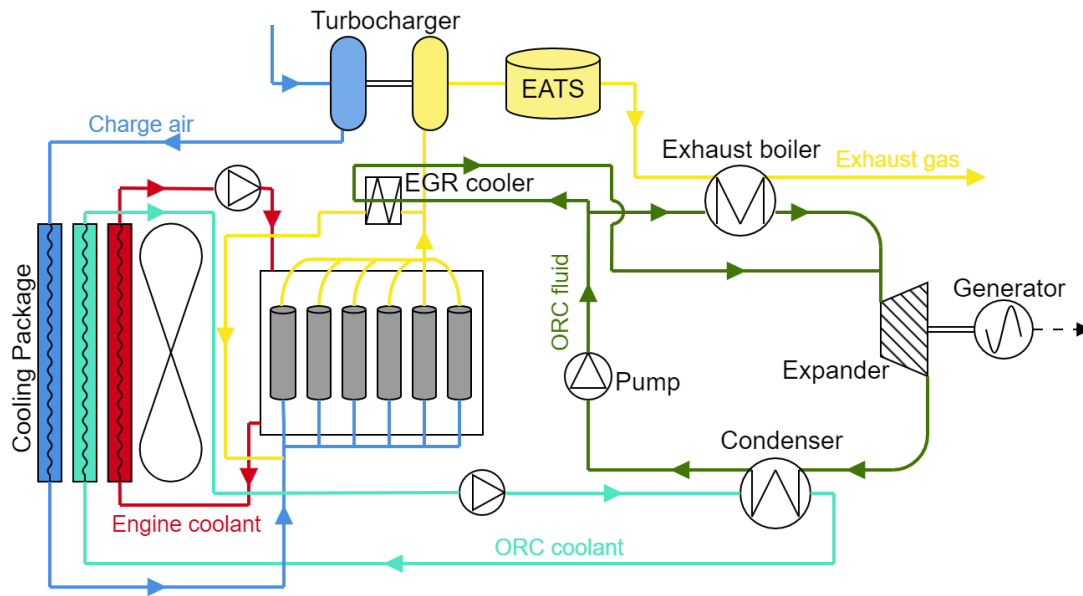 Turbocharger
EATS
Charge air
Exhaust boiler
Exhaust gas
EGR cooler
Cooling Package
ORC fluid
Generator
Expander
Pump
Condenser
Engine coolant
ORC coolant